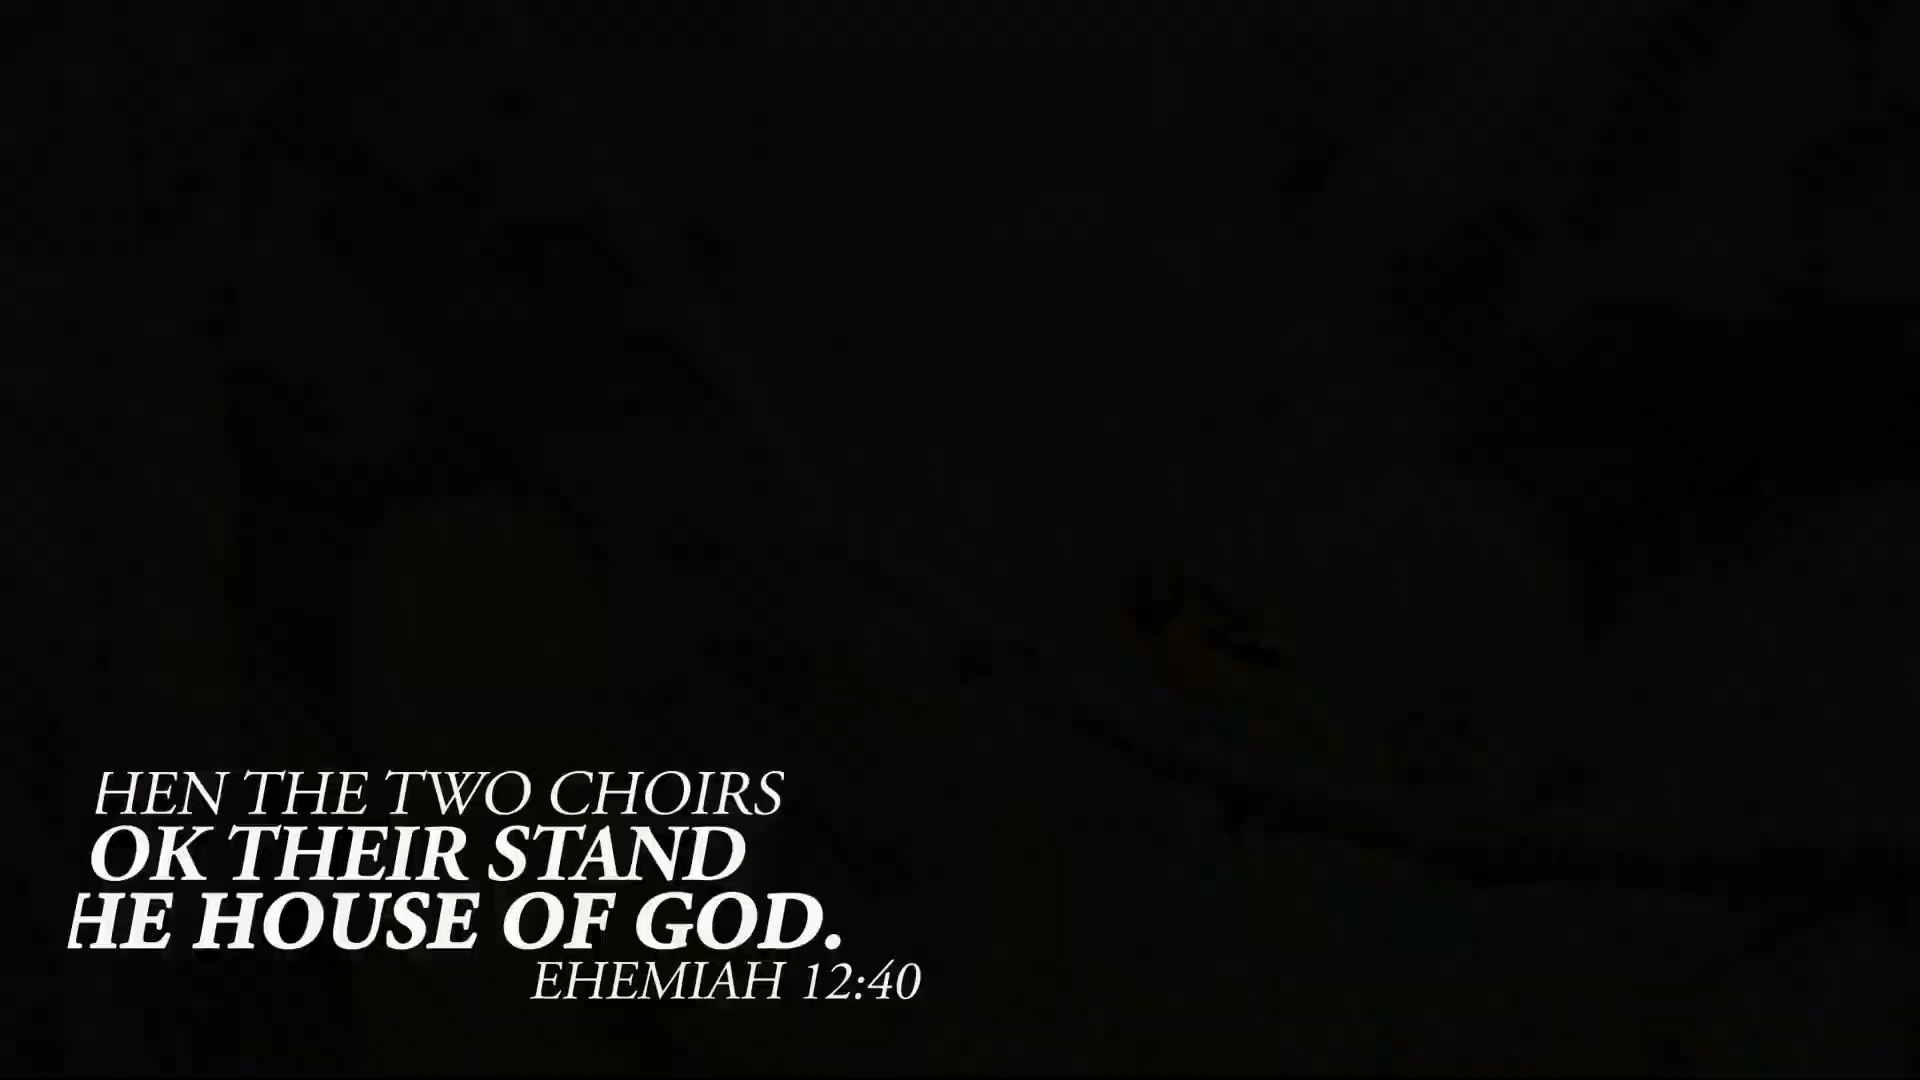 HEN THE TWO CHOIRS
OK THEIR STAND
HE HOUSE OF GOD.
EHEMIAH 12:40